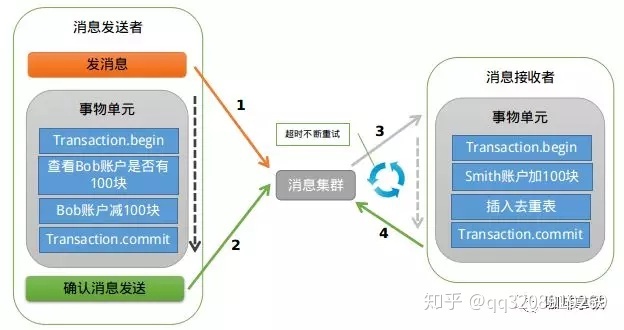 消息发送者
发消息
事物单元
Transaction.begin
查看Bob账户是否有
100块
Bob账户减100块
Transaction.commit
确认消息发送
1
2
超时不断重试
消息集群
3
4
消息接收者
事物单元
Transaction.begin
Smith账户加100块
插入去重表
Transaction.commit
知乎